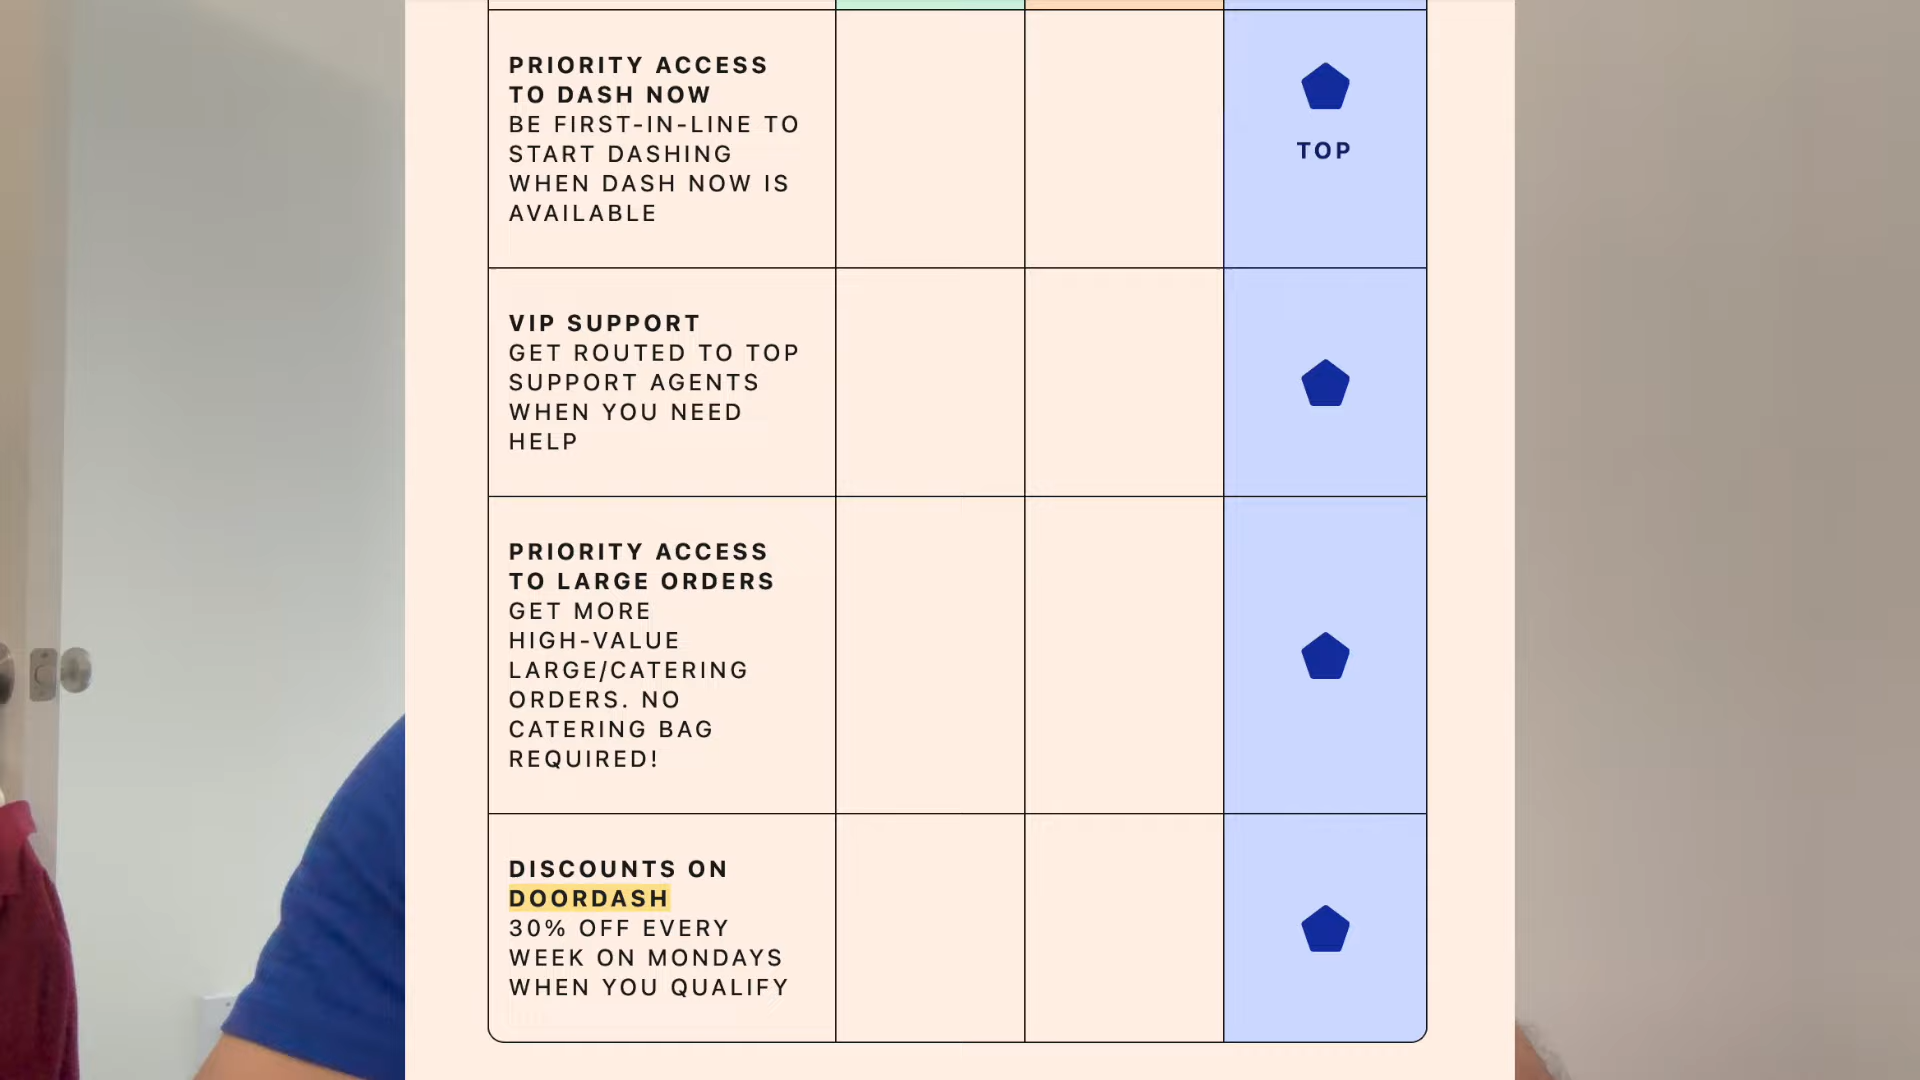 PRIORITY ACCESS
TO DASH NOW
BE FIRST-IN-LINE TO
START DASHING
WHEN DASH NOW IS
AVAILABLE
TOP
VIP SUPPORT
GET ROUTED TO TOP
SUPPORT AGENTS
WHEN YOU NEED
HELP
PRIORITY ACCESS
TO LARGE ORDERS
GET MORE
HIGH-VALUE
LARGE/CATERING
ORDERS. NO
CATERING BAG
REQUIRED!
DISCOUNTS ON
DOORDASH
30% OFF EVERY
WEEK ON MONDAYS
WHEN YOU QUALIFY